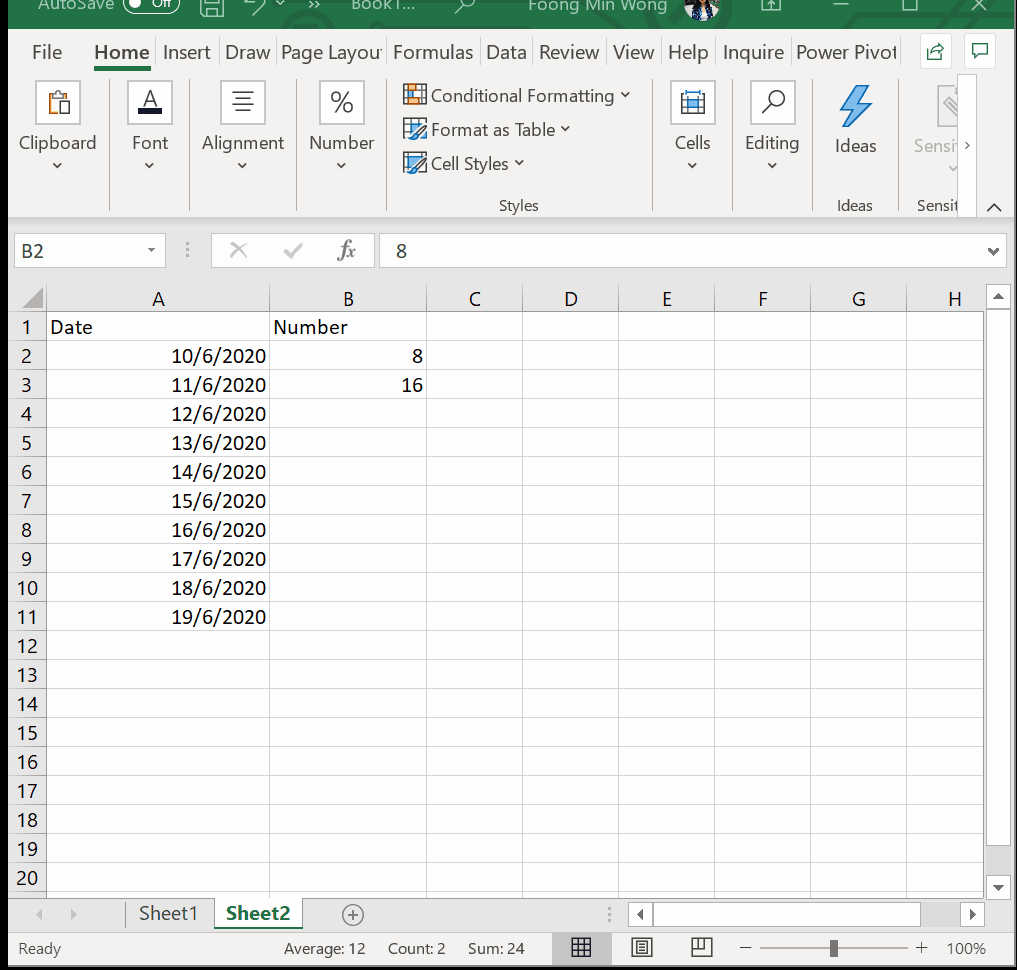 AutoSave Off Book1... Foong Min Wong
File Home Insert Draw Page Layou Formulas Data Review View Help Inquire Power Pivot
Clipboard Font Alignment % Number Conditional Formatting Format as Table Cell Styles Styles Cells Editing Ideas Ideas Sensi Sensit
B2 fx 8
A B C D E F G H
1 Date Number
2 10/6/2020 8
3 11/6/2020 16
4 12/6/2020
5 13/6/2020
6 14/6/2020
7 15/6/2020
8 16/6/2020
9 17/6/2020
10 18/6/2020
11 19/6/2020
12
13
14
15
16
17
18
19
20
Sheet1 Sheet2
Ready Average: 12 Count: 2 Sum: 24 100%